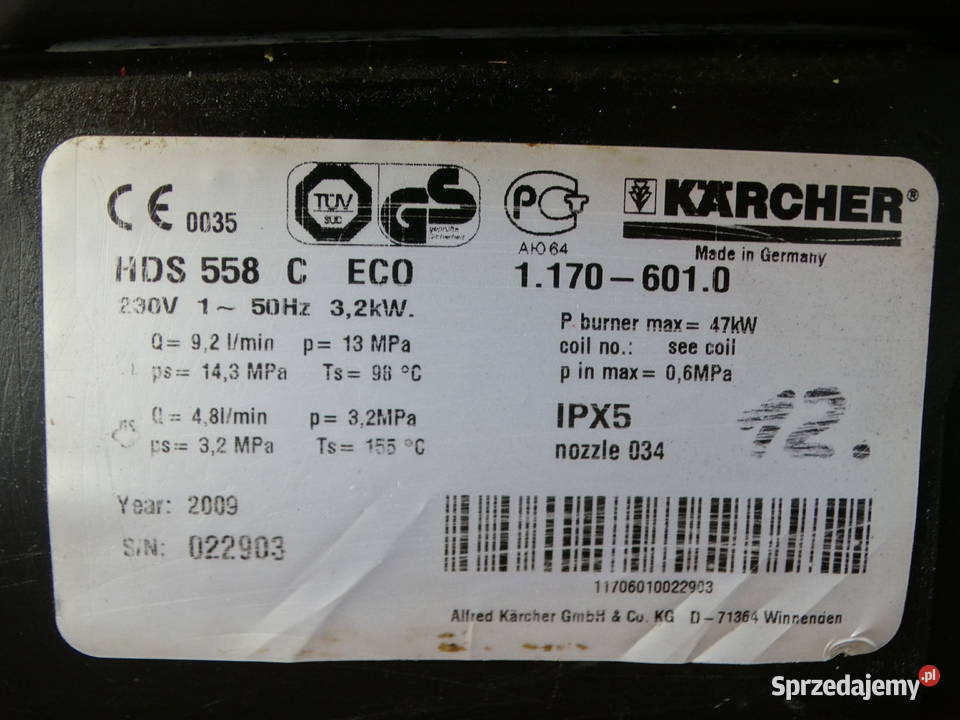 CE 0035
TÜV
SÜD
GS
geprüfte
Sicherheit
PCT
АЮ64
KÄRCHER®
Made in Germany
HDS 558 C ECO 1.170-601.0
230V 1~ 50Hz 3,2kW.
P burner max= 47kW
Q= 9,2 l/min p= 13 MPa
coil no.: see coil
ps= 14,3 MPa Ts= 98 °C
p in max= 0,6MPa
Q= 4,8l/min p= 3,2MPa
ps= 3,2 MPa Ts= 155 °C
IPX5
12.
nozzle 034
Year: 2009
S/N: 022903
11706010022903
Alfred Kärcher GmbH & Co. KG D-71364 Winnenden
Sprzedajemy.pl